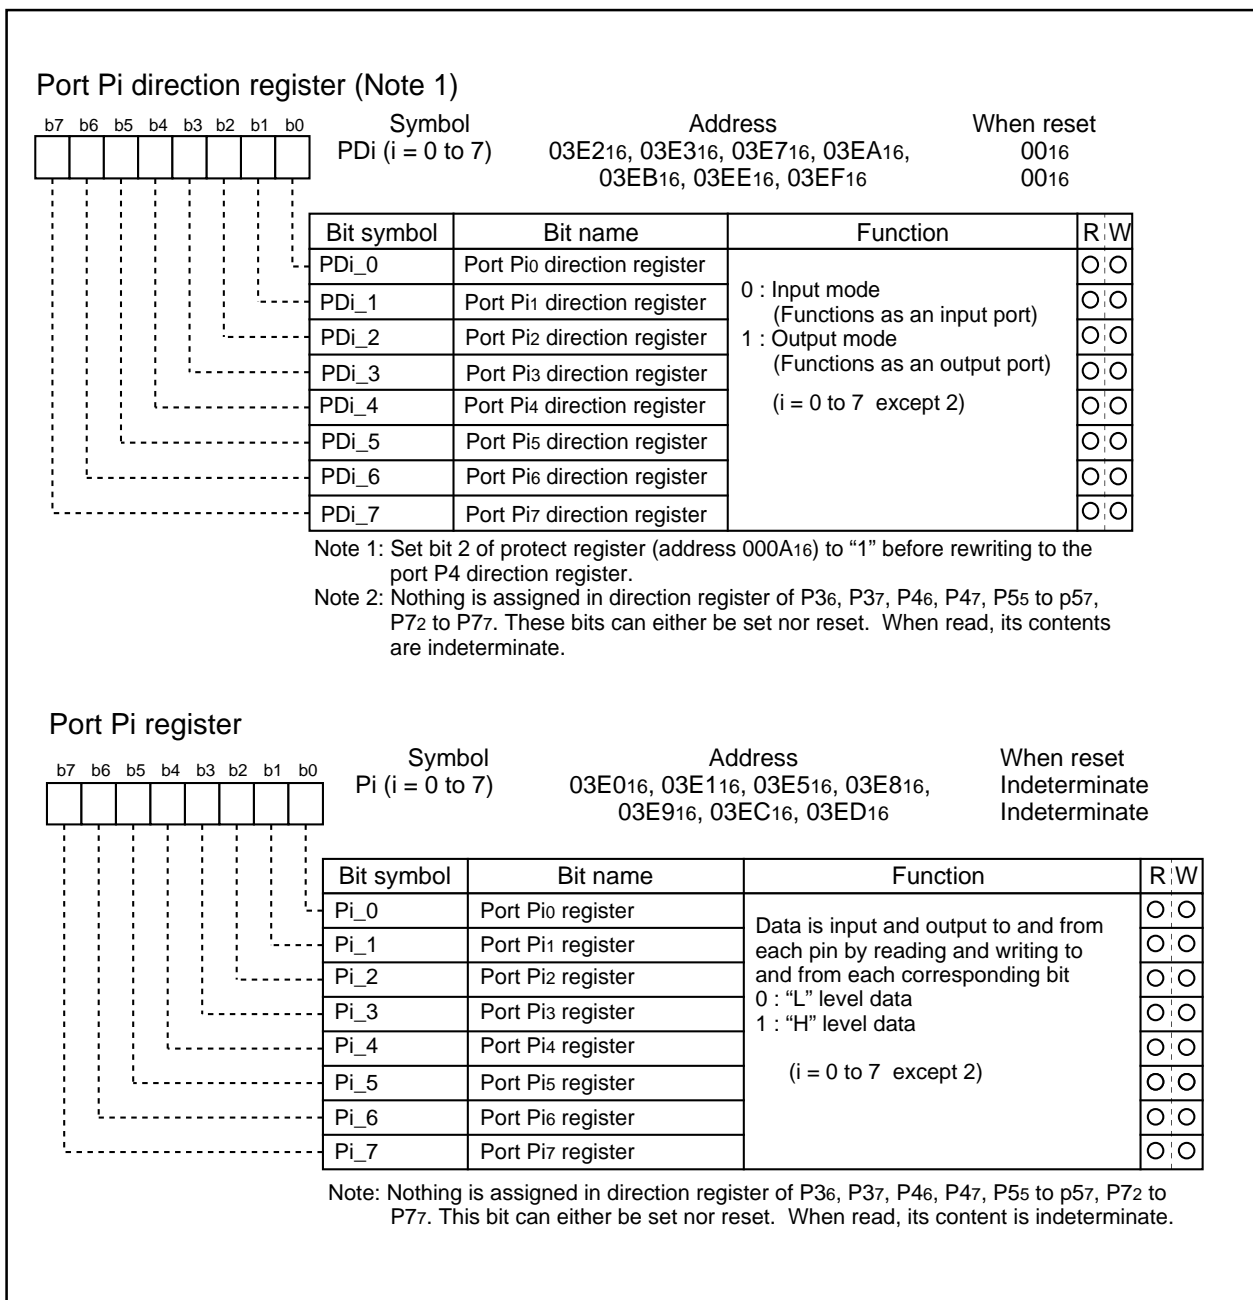 Port Pi direction register (Note 1)
b7 b6 b5 b4 b3 b2 b1 b0
Symbol Address When reset
PDi (i = 0 to 7) 03E216, 03E316, 03E716, 03EA16, 0016
03EB16, 03EE16, 03EF16 0016
Bit symbol Bit name Function R W
PDi_0 Port Pi0 direction register
PDi_1 Port Pi1 direction register
PDi_2 Port Pi2 direction register
PDi_3 Port Pi3 direction register
PDi_4 Port Pi4 direction register
PDi_5 Port Pi5 direction register
PDi_6 Port Pi6 direction register
PDi_7 Port Pi7 direction register
0 : Input mode
(Functions as an input port)
1 : Output mode
(Functions as an output port)
(i = 0 to 7 except 2)
Note 1: Set bit 2 of protect register (address 000A16) to “1” before rewriting to the
port P4 direction register.
Note 2: Nothing is assigned in direction register of P36, P37, P46, P47, P55 to p57,
P72 to P77. These bits can either be set nor reset. When read, its contents
are indeterminate.
Port Pi register
b7 b6 b5 b4 b3 b2 b1 b0
Symbol Address When reset
Pi (i = 0 to 7) 03E016, 03E116, 03E516, 03E816, Indeterminate
03E916, 03EC16, 03ED16 Indeterminate
Bit symbol Bit name Function R W
Pi_0 Port Pi0 register
Pi_1 Port Pi1 register
Pi_2 Port Pi2 register
Pi_3 Port Pi3 register
Pi_4 Port Pi4 register
Pi_5 Port Pi5 register
Pi_6 Port Pi6 register
Pi_7 Port Pi7 register
Data is input and output to and from
each pin by reading and writing to
and from each corresponding bit
0 : “L” level data
1 : “H” level data
(i = 0 to 7 except 2)
Note: Nothing is assigned in direction register of P36, P37, P46, P47, P55 to p57, P72 to
P77. This bit can either be set nor reset. When read, its content is indeterminate.